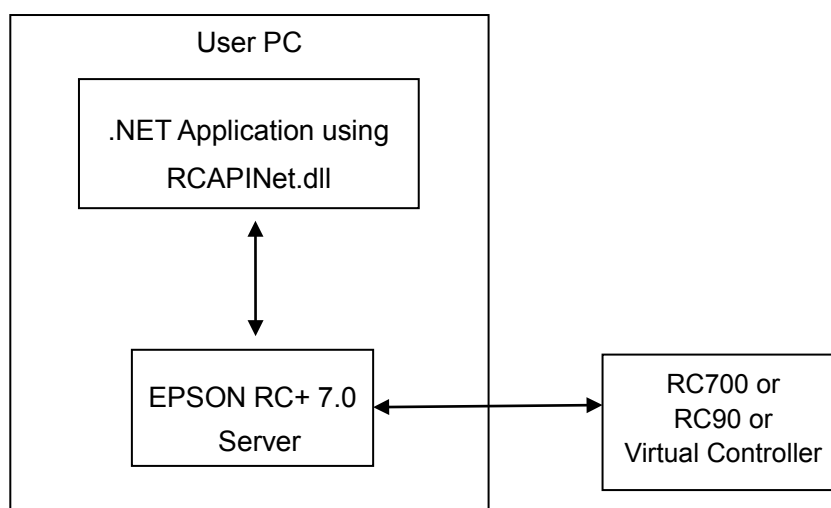 User PC
.NET Application using
RCAPINet.dll
EPSON RC+ 7.0
Server
RC700 or
RC90 or
Virtual Controller